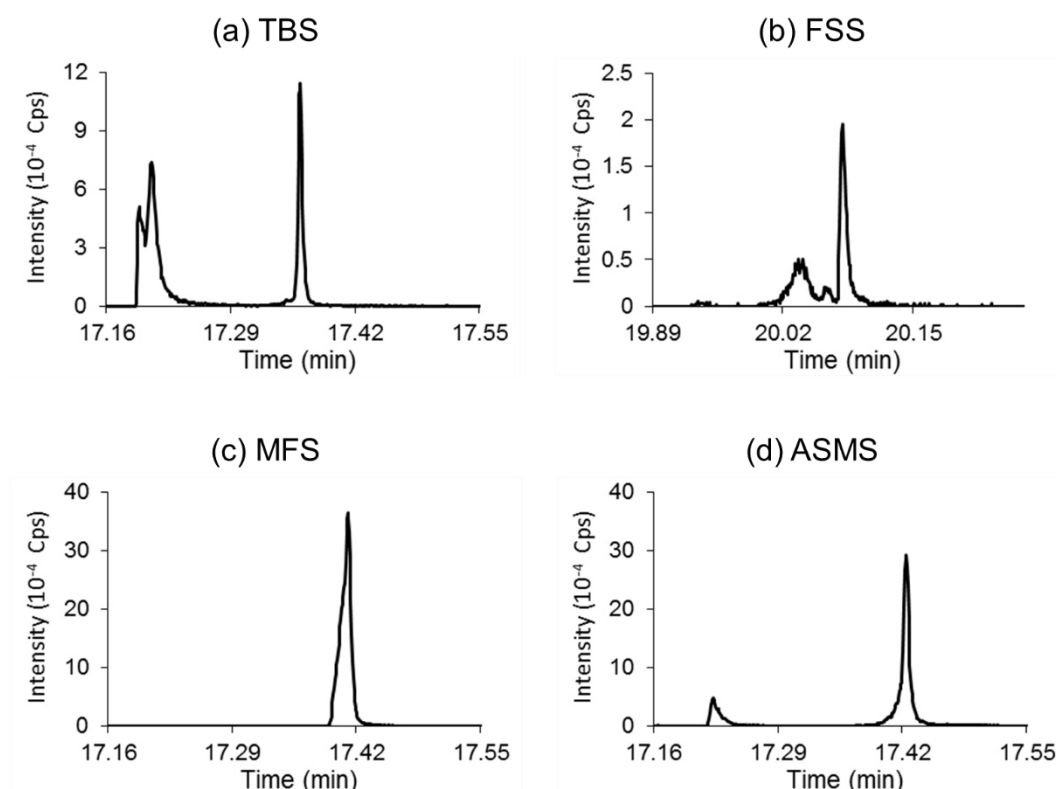 (a) TBS
Intensity (10⁻⁴ Cps)
12
9
6
3
0
17.16 17.29 17.42 17.55
Time (min)
(b) FSS
Intensity (10⁻⁴ Cps)
2.5
2
1.5
1
0.5
0
19.89 20.02 20.15
Time (min)
(c) MFS
Intensity (10⁻⁴ Cps)
40
30
20
10
0
17.16 17.29 17.42 17.55
Time (min)
(d) ASMS
Intensity (10⁻⁴ Cps)
40
30
20
10
0
17.16 17.29 17.42 17.55
Time (min)